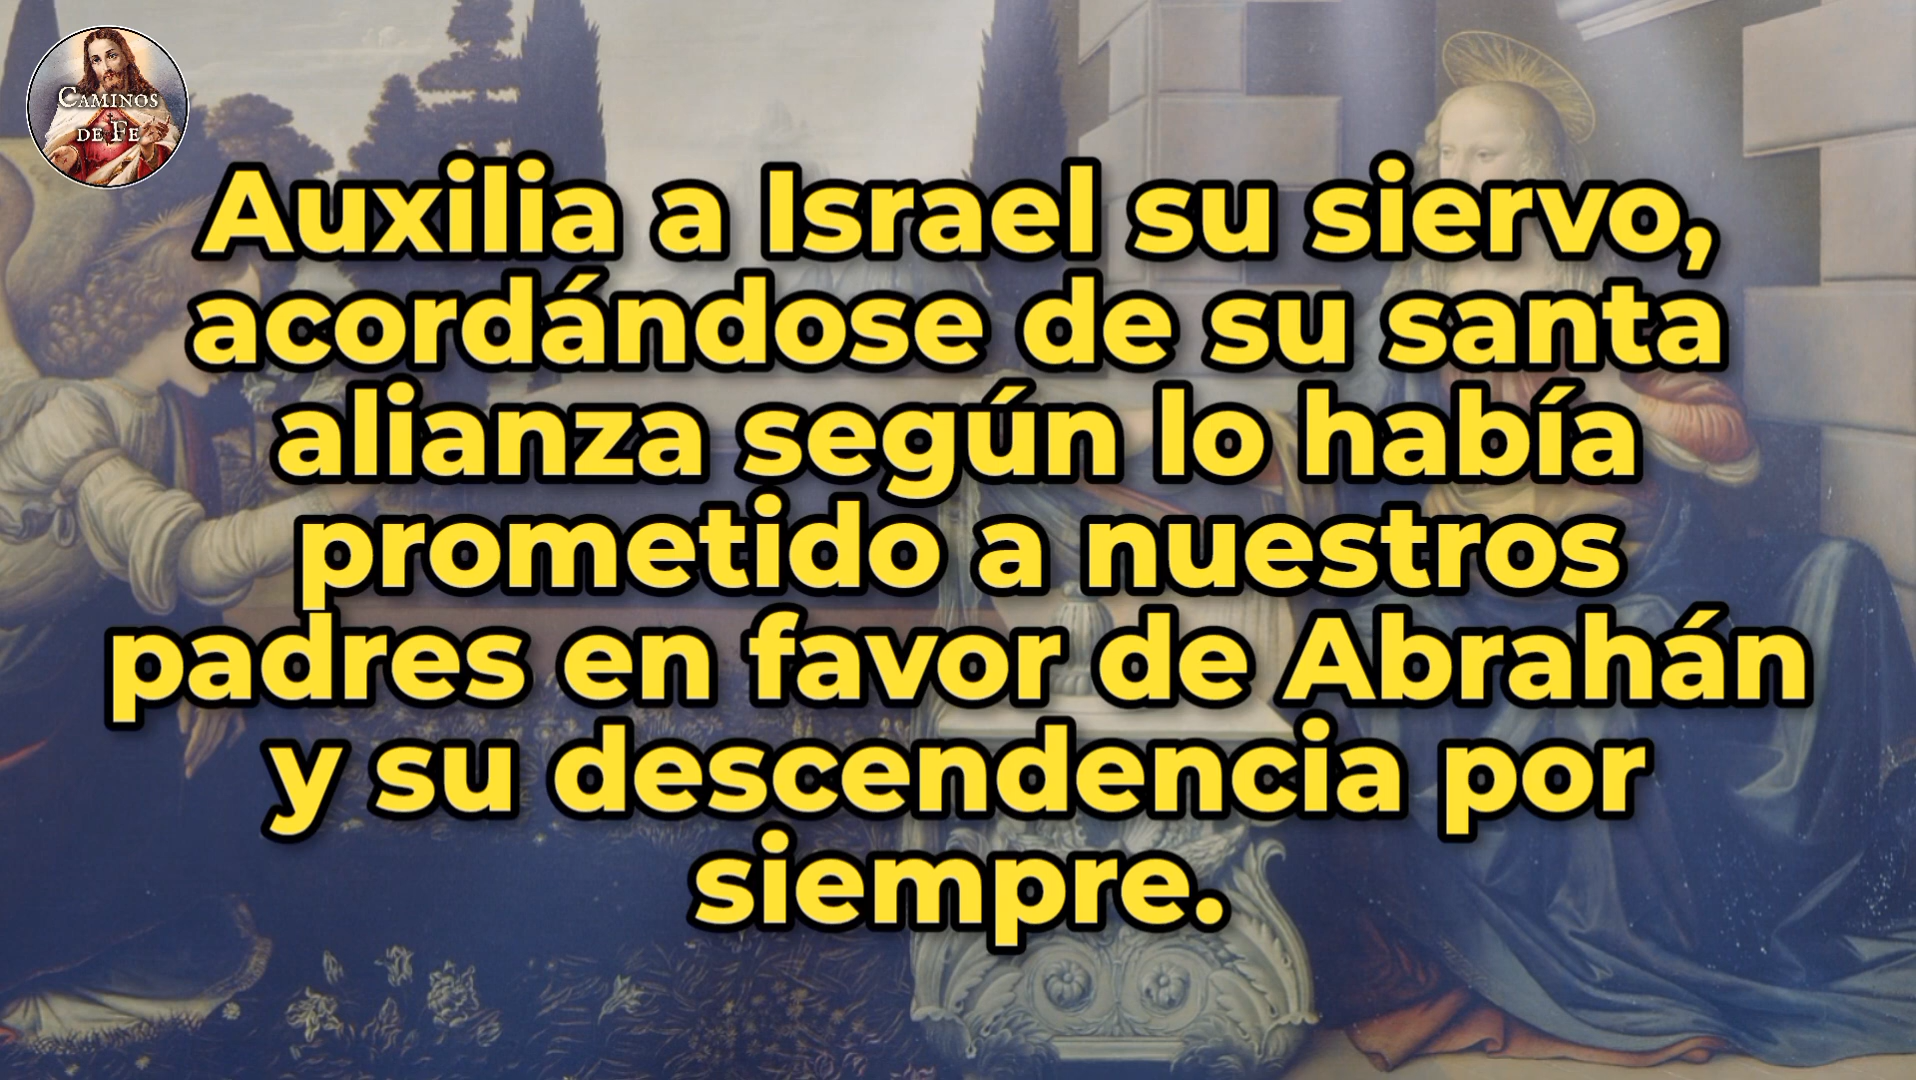 CAMINOS
DE FE
Auxilia a Israel su siervo,
acordándose de su santa
alianza según lo había
prometido a nuestros
padres en favor de Abrahán
y su descendencia por
siempre.